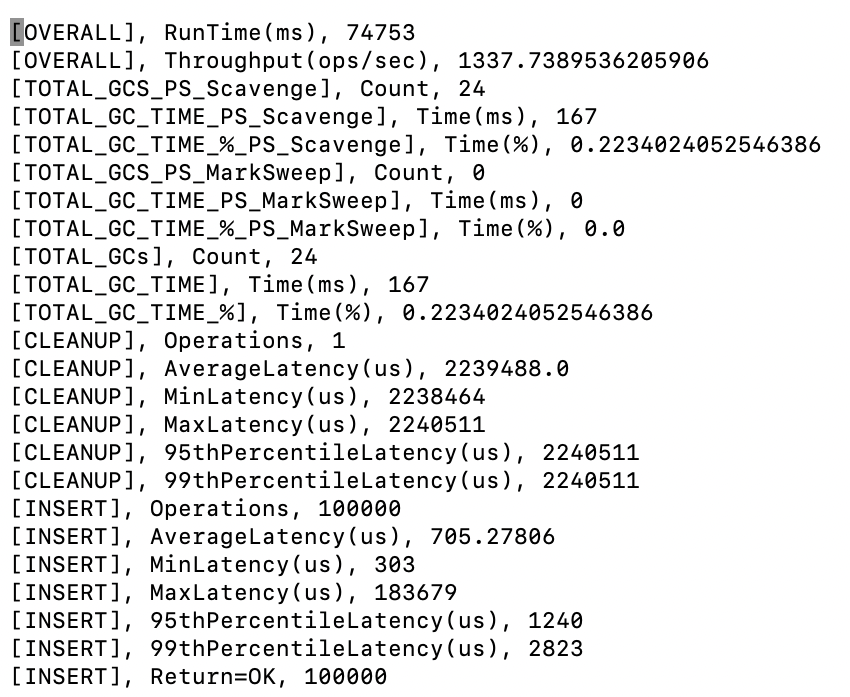 [OVERALL], RunTime(ms), 74753
[OVERALL], Throughput(ops/sec), 1337.7389536205906
[TOTAL_GCS_PS_Scavenge], Count, 24
[TOTAL_GC_TIME_PS_Scavenge], Time(ms), 167
[TOTAL_GC_TIME_%_PS_Scavenge], Time(%), 0.2234024052546386
[TOTAL_GCS_PS_MarkSweep], Count, 0
[TOTAL_GC_TIME_PS_MarkSweep], Time(ms), 0
[TOTAL_GC_TIME_%_PS_MarkSweep], Time(%), 0.0
[TOTAL_GCs], Count, 24
[TOTAL_GC_TIME], Time(ms), 167
[TOTAL_GC_TIME_%], Time(%), 0.2234024052546386
[CLEANUP], Operations, 1
[CLEANUP], AverageLatency(us), 2239488.0
[CLEANUP], MinLatency(us), 2238464
[CLEANUP], MaxLatency(us), 2240511
[CLEANUP], 95thPercentileLatency(us), 2240511
[CLEANUP], 99thPercentileLatency(us), 2240511
[INSERT], Operations, 100000
[INSERT], AverageLatency(us), 705.27806
[INSERT], MinLatency(us), 303
[INSERT], MaxLatency(us), 183679
[INSERT], 95thPercentileLatency(us), 1240
[INSERT], 99thPercentileLatency(us), 2823
[INSERT], Return=OK, 100000